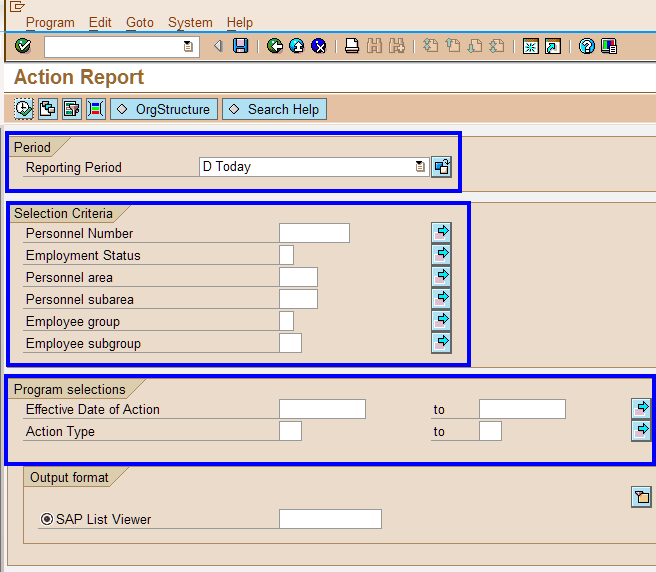 Program Edit Goto System Help
Action Report
OrgStructure Search Help
Period
Reporting Period D Today
Selection Criteria
Personnel Number
Employment Status
Personnel area
Personnel subarea
Employee group
Employee subgroup
Program selections
Effective Date of Action to
Action Type to
Output format
SAP List Viewer